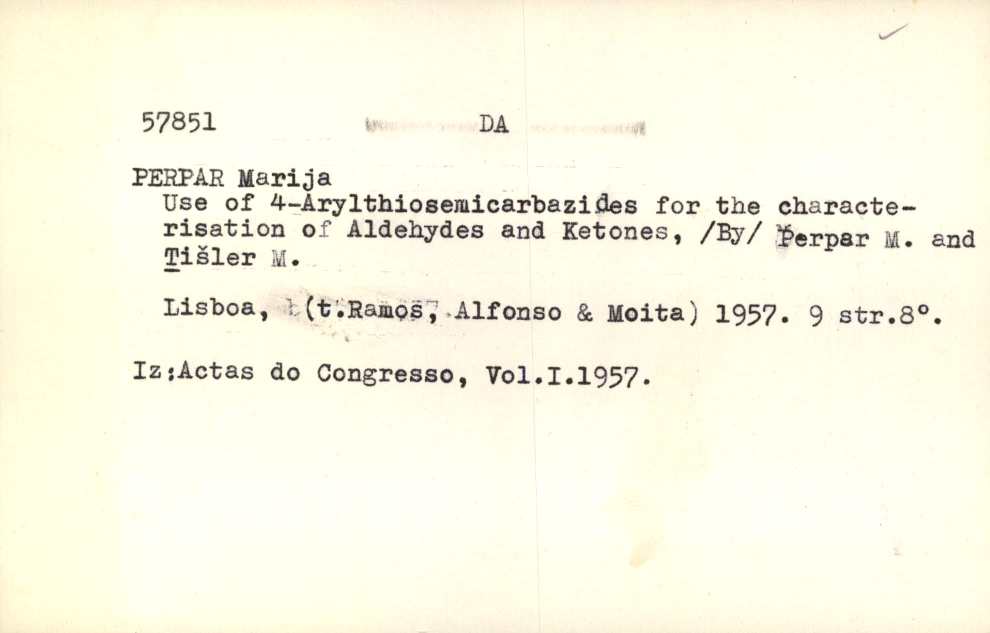 57851 DA
PERPAR Marija
Use of 4-Arylthiosemicarbazides for the characte-
risation of Aldehydes and Ketones, /By/ Perpar M. and
Tišler M.
Lisboa, (t.Ramos, Alfonso & Moita) 1957. 9 str.8°.
Iz:Actas do Congresso, Vol.I.1957.